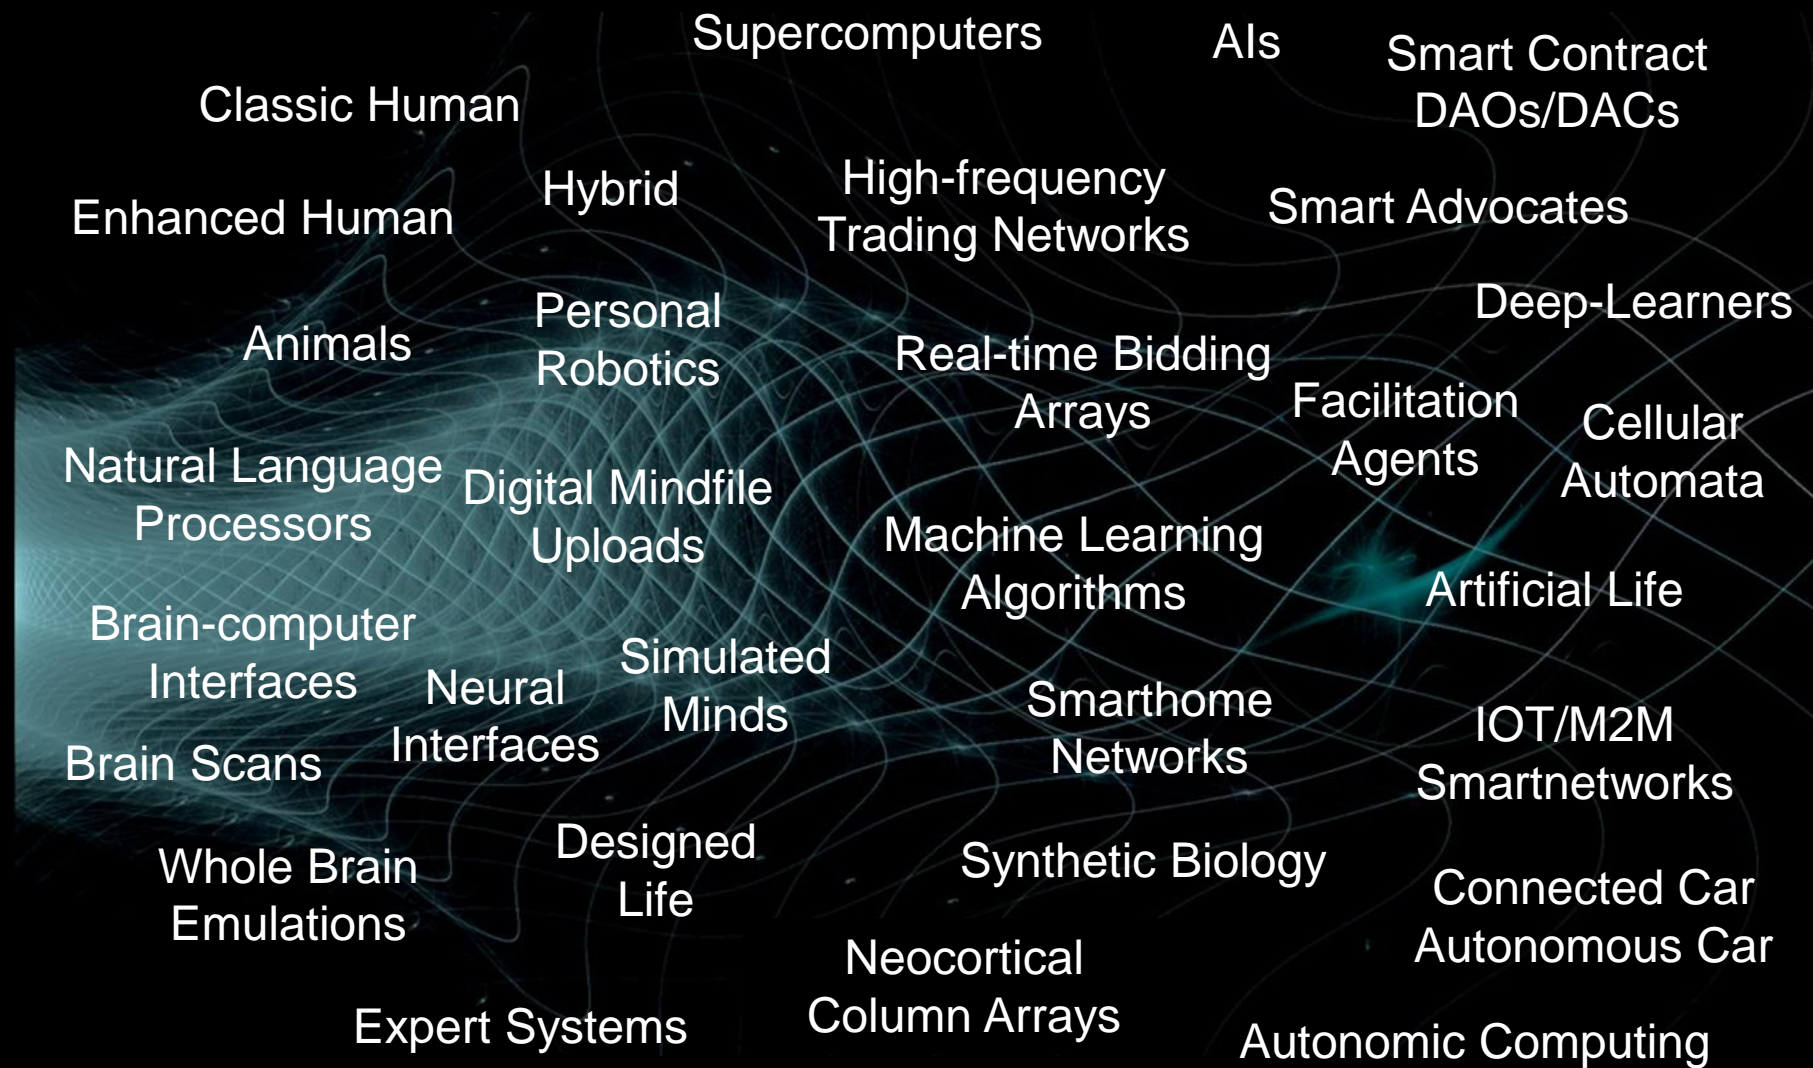 Supercomputers
AIs
Smart Contract
DAOs/DACs
Classic Human
Hybrid
High-frequency
Trading Networks
Smart Advocates
Enhanced Human
Personal
Robotics
Deep-Learners
Animals
Real-time Bidding
Arrays
Facilitation
Agents
Cellular
Automata
Natural Language
Processors
Digital Mindfile
Uploads
Machine Learning
Algorithms
Artificial Life
Brain-computer
Interfaces
Neural
Interfaces
Simulated
Minds
Smarthome
Networks
IOT/M2M
Smartnetworks
Brain Scans
Whole Brain
Emulations
Designed
Life
Synthetic Biology
Connected Car
Autonomous Car
Neocortical
Column Arrays
Expert Systems
Autonomic Computing